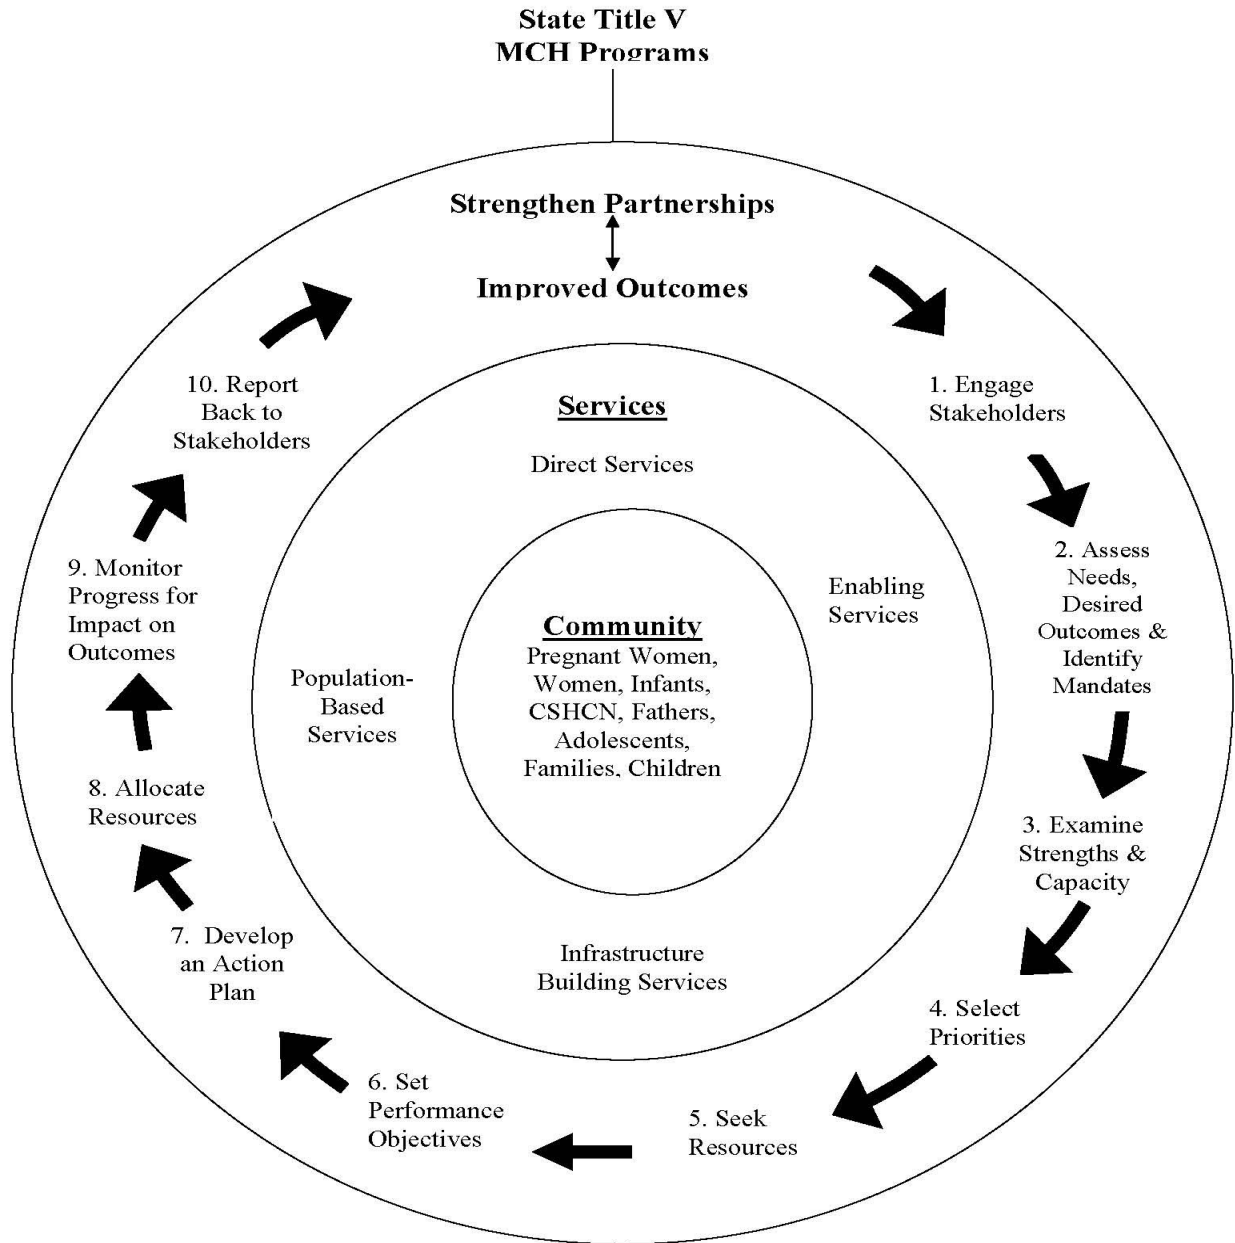 State Title V
MCH Programs
Strengthen Partnerships
Improved Outcomes
1. Engage
Stakeholders
2. Assess
Needs,
Desired
Outcomes &
Identify
Mandates
3. Examine
Strengths &
Capacity
4. Select
Priorities
5. Seek
Resources
6. Set
Performance
Objectives
7. Develop
an Action
Plan
8. Allocate
Resources
9. Monitor
Progress for
Impact on
Outcomes
10. Report
Back to
Stakeholders
Services
Direct Services
Enabling
Services
Infrastructure
Building Services
Population-
Based
Services
Community
Pregnant Women,
Women, Infants,
CSHCN, Fathers,
Adolescents,
Families, Children